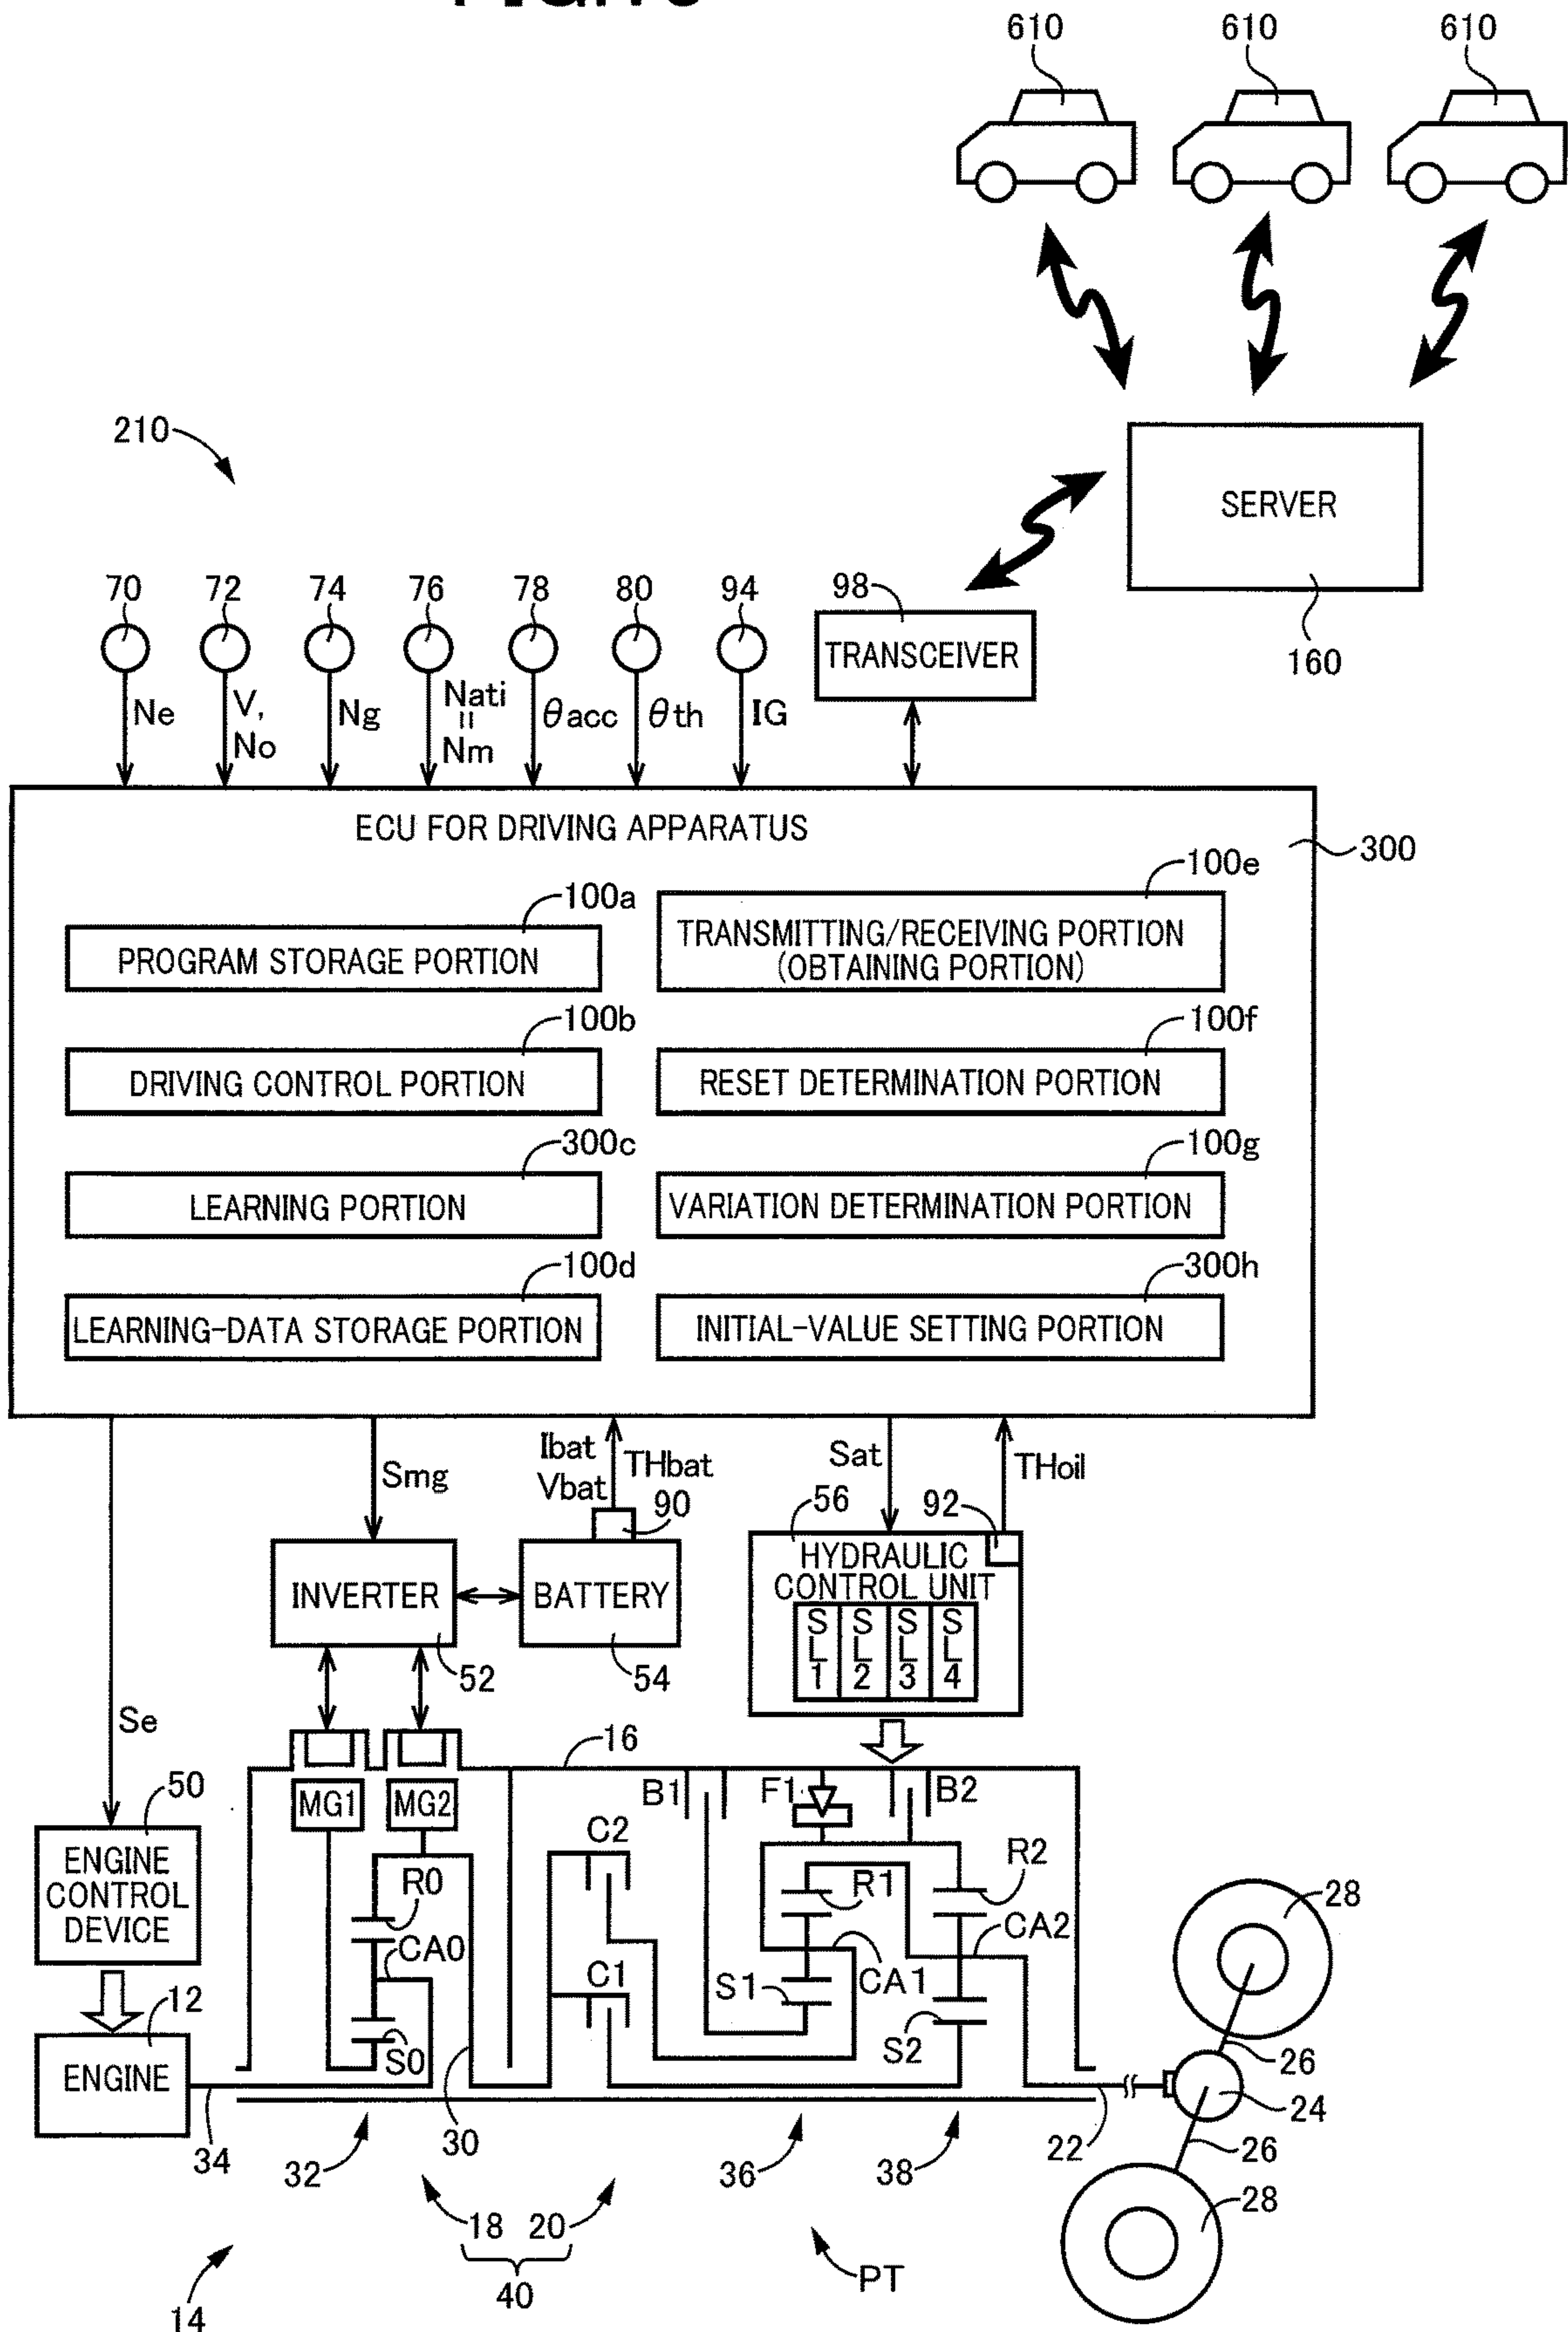 610 610 610
210
SERVER
160
70 72 74 76 78 80 94 98
TRANSCEIVER
Ne V, No Ng Nati = Nm θacc θth IG
ECU FOR DRIVING APPARATUS
300
100a
PROGRAM STORAGE PORTION
100e
TRANSMITTING/RECEIVING PORTION
(OBTAINING PORTION)
100b
DRIVING CONTROL PORTION
100f
RESET DETERMINATION PORTION
300c
LEARNING PORTION
100g
VARIATION DETERMINATION PORTION
100d
LEARNING-DATA STORAGE PORTION
300h
INITIAL-VALUE SETTING PORTION
Smg
Ibat
Vbat
THbat
90
Sat
THoil
56 92
INVERTER
52
BATTERY
54
HYDRAULIC
CONTROL UNIT
SL1 SL2 SL3 SL4
Se
16
50
ENGINE
CONTROL
DEVICE
MG1 MG2
B1 F1 B2
C2
R0
R1 R2
CA0
CA1 CA2
C1
S1
S0
S2
12
ENGINE
28
26
24
26
28
34 32 30 36 38 22
18 20
40
14
PT